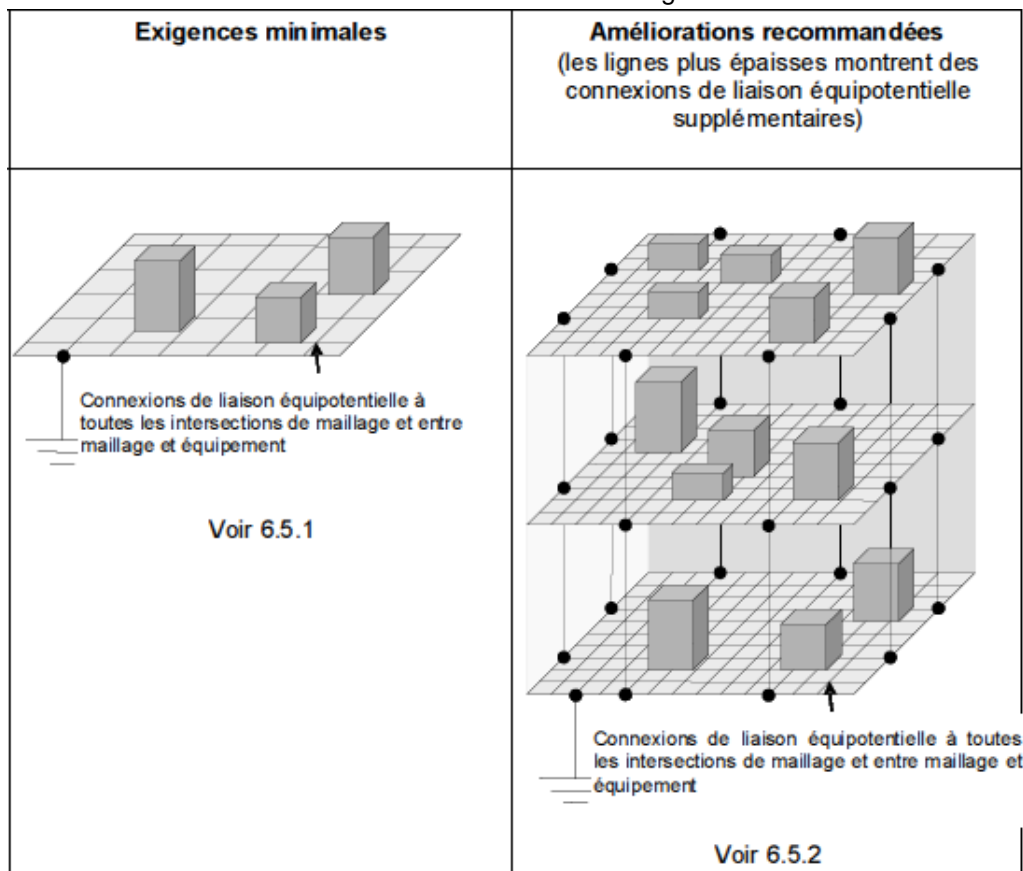 Exigences minimales
Améliorations recommandées
(les lignes plus épaisses montrent des
connexions de liaison équipotentielle
supplémentaires)
Connexions de liaison équipotentielle à
toutes les intersections de maillage et entre
maillage et équipement
Voir 6.5.1
Connexions de liaison équipotentielle à toutes
les intersections de maillage et entre maillage et
équipement
Voir 6.5.2